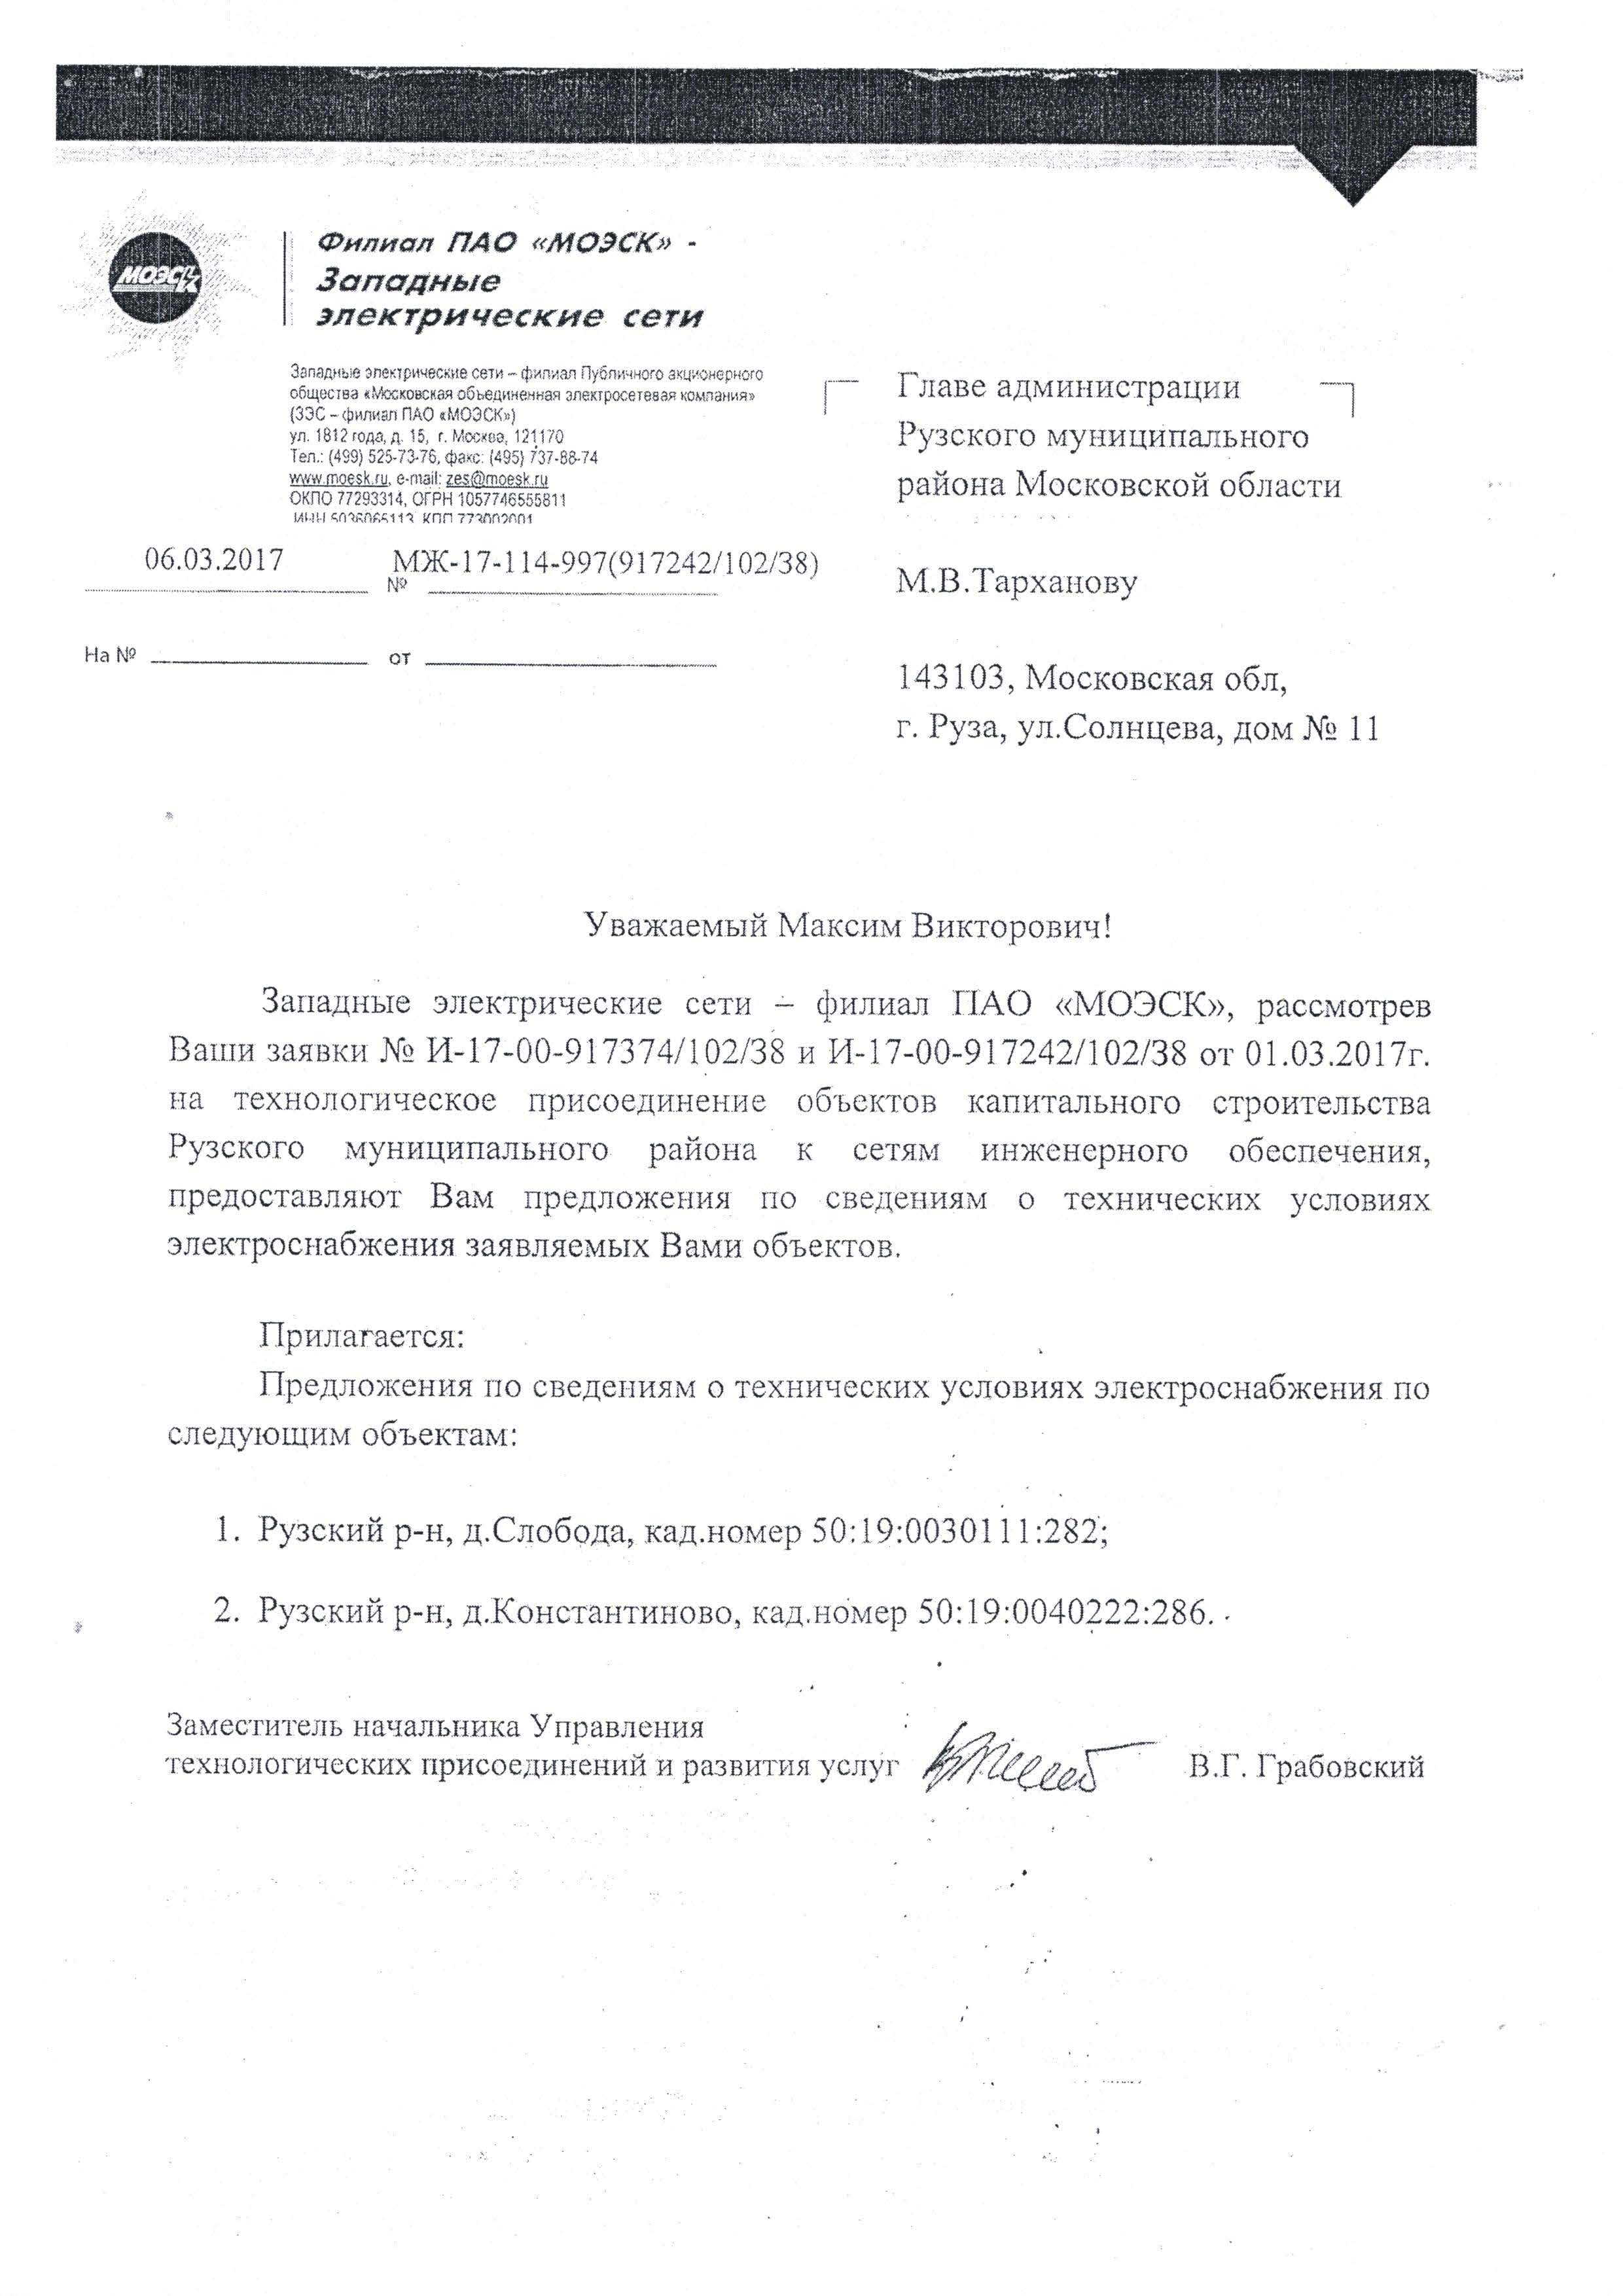 МОЭСК
Филиал ПАО «МОЭСК» -
Западные
электрические сети
Западные электрические сети – филиал Публичного акционерного
общества «Московская объединенная электросетевая компания»
(ЗЭС – филиал ПАО «МОЭСК»)
ул. 1812 года, д. 15, г. Москва, 121170
Тел.: (499) 525-73-76, факс: (495) 737-88-74
www.moesk.ru, e-mail: zes@moesk.ru
ОКПО 77293314, ОГРН 1057746555811
ИНН 5036065113, КПП 773002001
06.03.2017 № МЖ-17-114-997(917242/102/38)
На № от
Главе администрации
Рузского муниципального
района Московской области
М.В.Тарханову
143103, Московская обл,
г. Руза, ул.Солнцева, дом № 11
Уважаемый Максим Викторович!
Западные электрические сети – филиал ПАО «МОЭСК», рассмотрев
Ваши заявки № И-17-00-917374/102/38 и И-17-00-917242/102/38 от 01.03.2017г.
на технологическое присоединение объектов капитального строительства
Рузского муниципального района к сетям инженерного обеспечения,
предоставляют Вам предложения по сведениям о технических условиях
электроснабжения заявляемых Вами объектов.
Прилагается:
Предложения по сведениям о технических условиях электроснабжения по
следующим объектам:
1. Рузский р-н, д.Слобода, кад.номер 50:19:0030111:282;
2. Рузский р-н, д.Константиново, кад.номер 50:19:0040222:286.
Заместитель начальника Управления
технологических присоединений и развития услуг В.Г. Грабовский